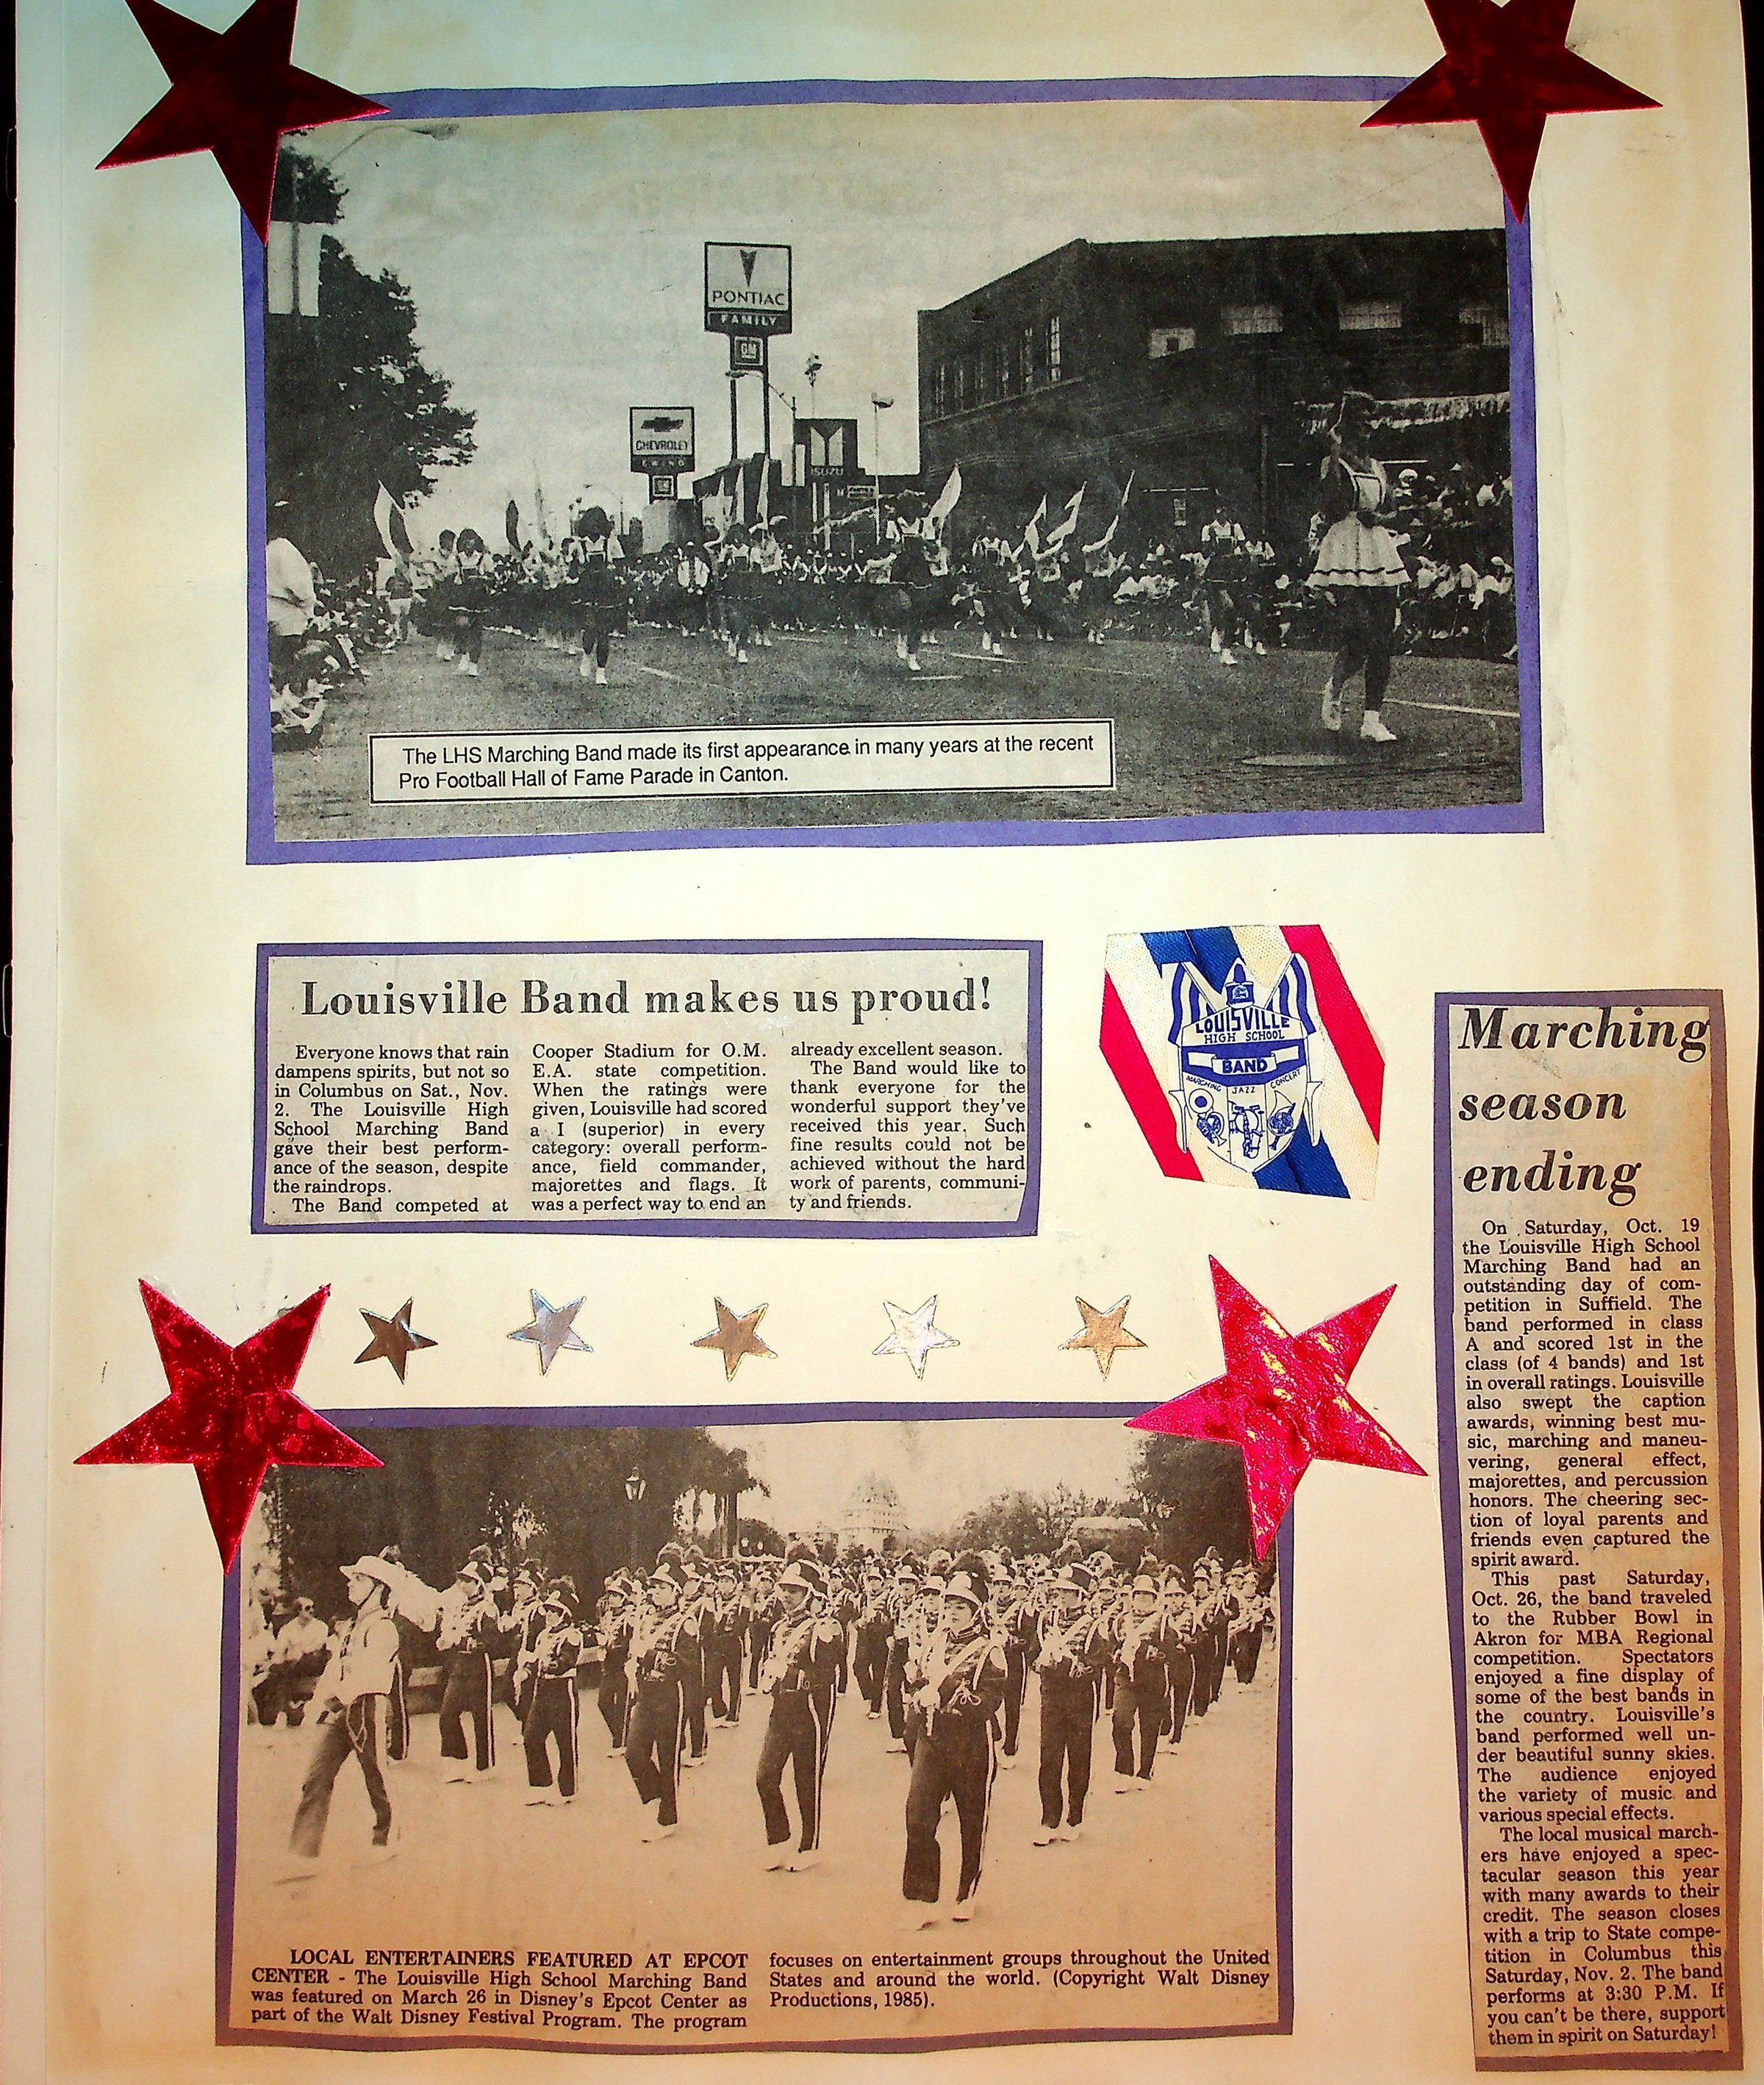 PONTIAC
FAMILY
GM
CHEVROLET
EWING
ISUZU
The LHS Marching Band made its first appearance in many years at the recent
Pro Football Hall of Fame Parade in Canton.
Louisville Band makes us proud!
Everyone knows that rain
dampens spirits, but not so
in Columbus on Sat., Nov.
2. The Louisville High
School Marching Band
gave their best perform-
ance of the season, despite
the raindrops.
The Band competed at
Cooper Stadium for O.M.
E.A. state competition.
When the ratings were
given, Louisville had scored
a I (superior) in every
category: overall perform-
ance, field commander,
majorettes and flags. It
was a perfect way to end an
already excellent season.
The Band would like to
thank everyone for the
wonderful support they've
received this year. Such
fine results could not be
achieved without the hard
work of parents, communi-
ty and friends.
LOUISVILLE
HIGH SCHOOL
BAND
MARCHING JAZZ CONCERT
Marching
season
ending
On Saturday, Oct. 19
the Louisville High School
Marching Band had an
outstanding day of com-
petition in Suffield. The
band performed in class
A and scored 1st in the
class (of 4 bands) and 1st
in overall ratings. Louisville
also swept the caption
awards, winning best mu-
sic, marching and maneu-
vering, general effect,
majorettes, and percussion
honors. The cheering sec-
tion of loyal parents and
friends even captured the
spirit award.
This past Saturday,
Oct. 26, the band traveled
to the Rubber Bowl in
Akron for MBA Regional
competition. Spectators
enjoyed a fine display of
some of the best bands in
the country. Louisville's
band performed well un-
der beautiful sunny skies.
The audience enjoyed
the variety of music and
various special effects.
The local musical march-
ers have enjoyed a spec-
tacular season this year
with many awards to their
credit. The season closes
with a trip to State compe-
tition in Columbus this
Saturday, Nov. 2. The band
performs at 3:30 P.M. If
you can't be there, support
them in spirit on Saturday!
LOCAL ENTERTAINERS FEATURED AT EPCOT
CENTER - The Louisville High School Marching Band
was featured on March 26 in Disney's Epcot Center as
part of the Walt Disney Festival Program. The program
focuses on entertainment groups throughout the United
States and around the world. (Copyright Walt Disney
Productions, 1985).